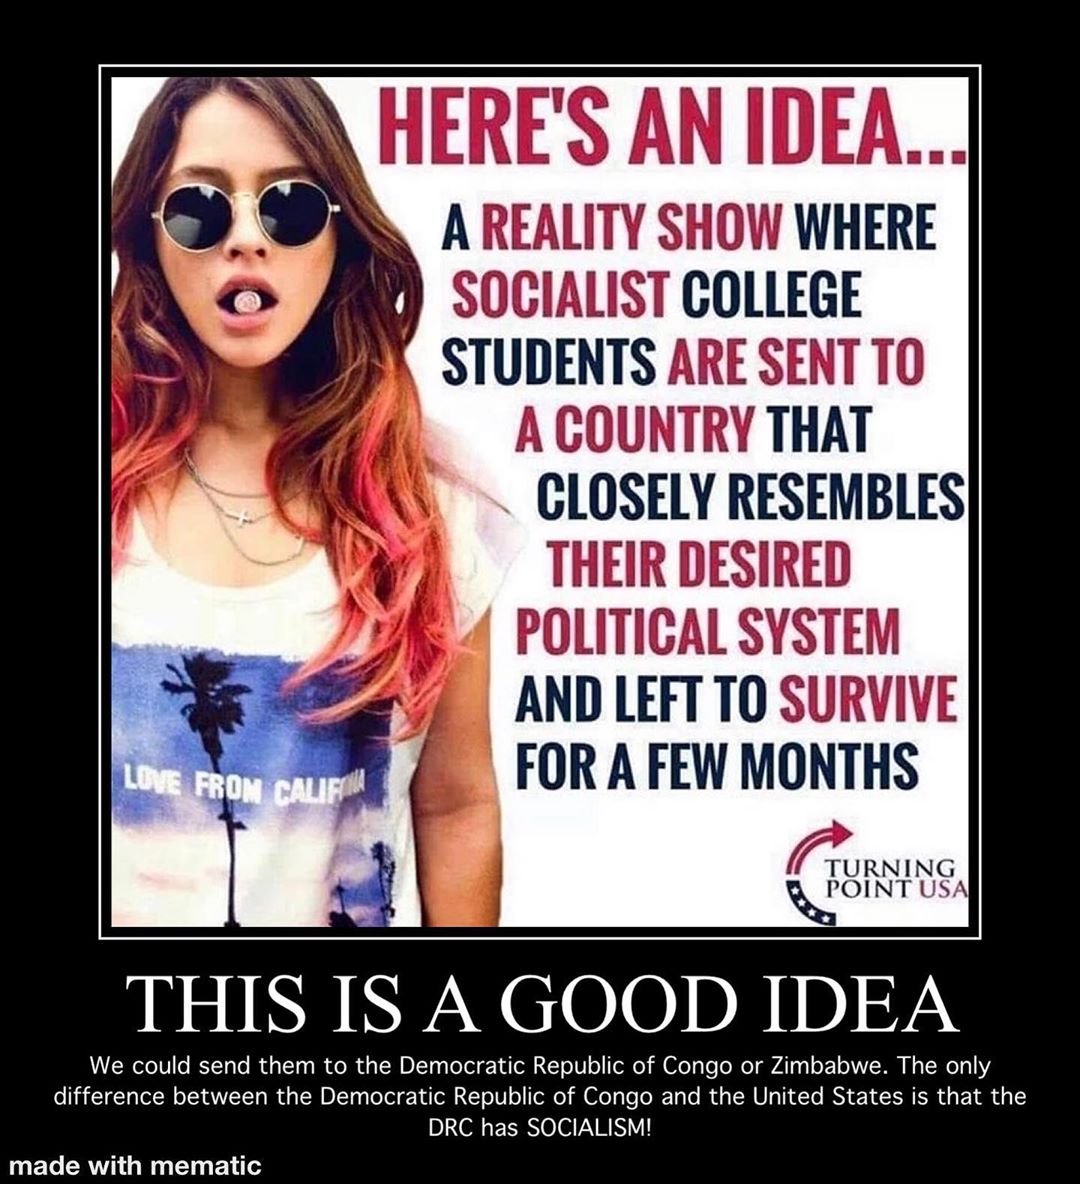 HERE'S AN IDEA...
A REALITY SHOW WHERE
SOCIALIST COLLEGE
STUDENTS ARE SENT TO
A COUNTRY THAT
CLOSELY RESEMBLES
THEIR DESIRED
POLITICAL SYSTEM
AND LEFT TO SURVIVE
FOR A FEW MONTHS
LOVE FROM
TURNING
POINT USA
THIS IS A GOOD IDEA
We could send them to the Democratic Republic of Congo or Zimbabwe. The only
difference between the Democratic Republic of Congo and the United States is that the
DRC has SOCIALISM!
made with mematic